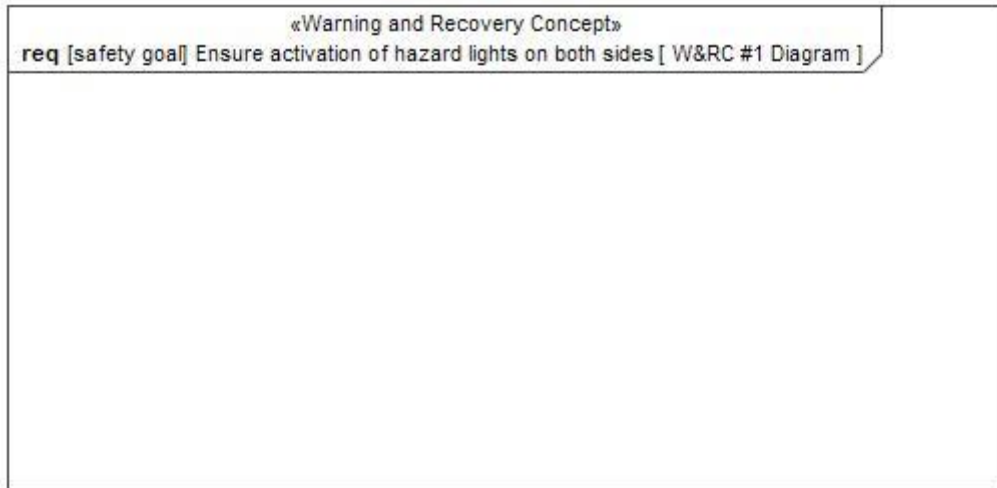 «Warning and Recovery Concept»
req [safety goal] Ensure activation of hazard lights on both sides [ W&RC #1 Diagram ]